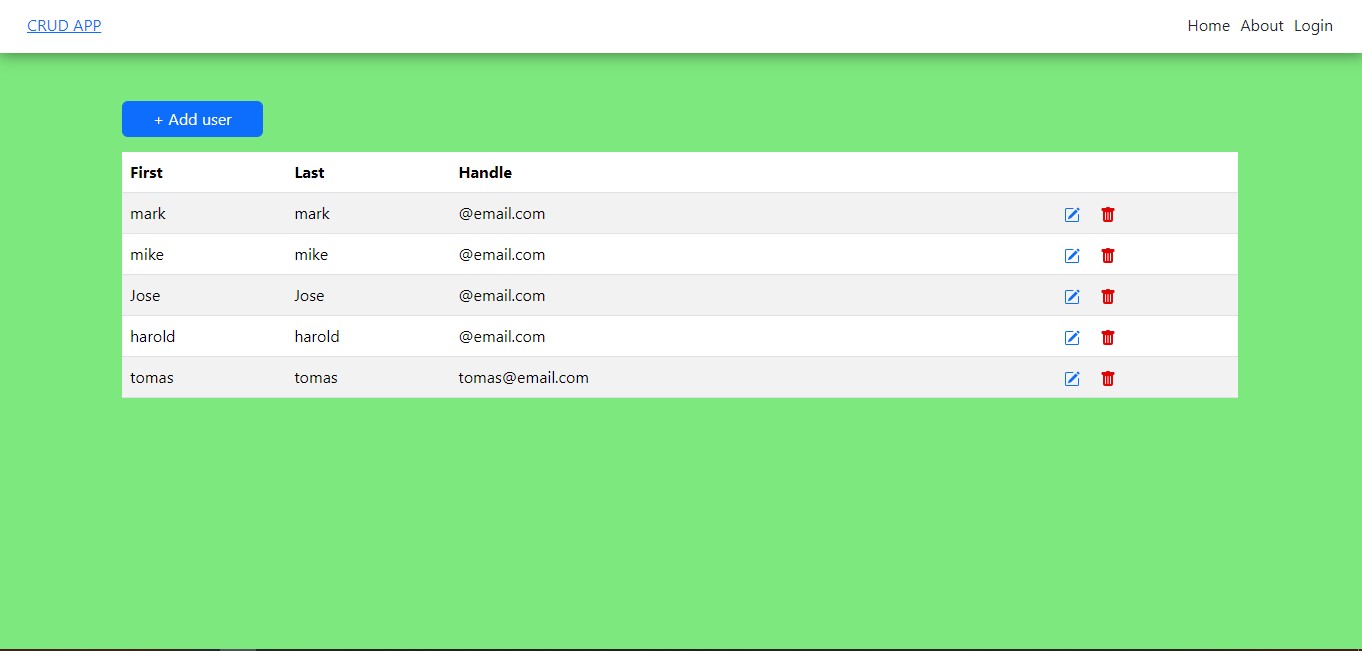 CRUD APP Home About Login
+ Add user
First Last Handle
mark mark @email.com
mike mike @email.com
Jose Jose @email.com
harold harold @email.com
tomas tomas tomas@email.com